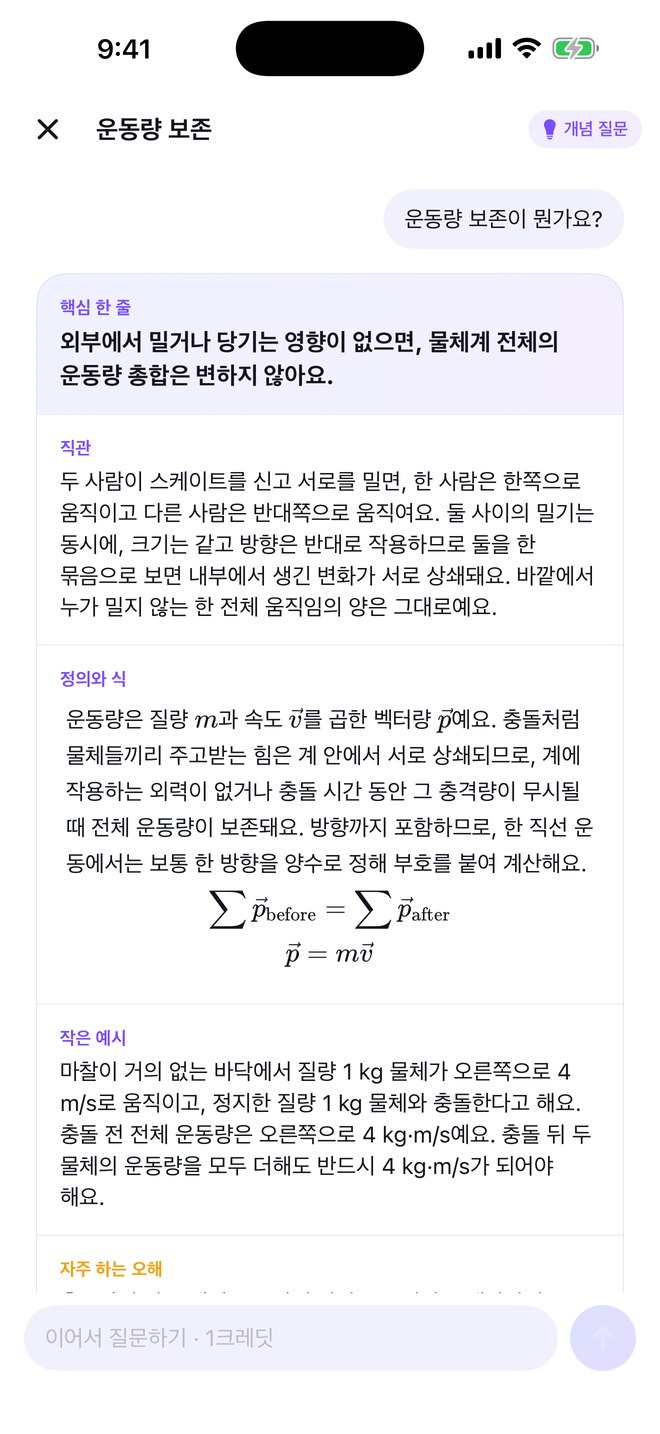 9:41
운동량 보존
개념 질문
운동량 보존이 뭔가요?
핵심 한 줄
외부에서 밀거나 당기는 영향이 없으면, 물체계 전체의
운동량 총합은 변하지 않아요.
직관
두 사람이 스케이트를 신고 서로를 밀면, 한 사람은 한쪽으로
움직이고 다른 사람은 반대쪽으로 움직여요. 둘 사이의 밀기는
동시에, 크기는 같고 방향은 반대로 작용하므로 둘을 한
묶음으로 보면 내부에서 생긴 변화가 서로 상쇄돼요. 바깥에서
누가 밀지 않는 한 전체 움직임의 양은 그대로예요.
정의와 식
운동량은 질량 m과 속도 v⃗를 곱한 벡터량 p⃗예요. 충돌처럼
물체들끼리 주고받는 힘은 계 안에서 서로 상쇄되므로, 계에
작용하는 외력이 없거나 충돌 시간 동안 그 충격량이 무시될
때 전체 운동량이 보존돼요. 방향까지 포함하므로, 한 직선 운
동에서는 보통 한 방향을 양수로 정해 부호를 붙여 계산해요.
∑ p⃗before = ∑ p⃗after
p⃗ = mv⃗
작은 예시
마찰이 거의 없는 바닥에서 질량 1 kg 물체가 오른쪽으로 4
m/s로 움직이고, 정지한 질량 1 kg 물체와 충돌한다고 해요.
충돌 전 전체 운동량은 오른쪽으로 4 kg·m/s예요. 충돌 뒤 두
물체의 운동량을 모두 더해도 반드시 4 kg·m/s가 되어야
해요.
자주 하는 오해
이어서 질문하기 · 1크레딧